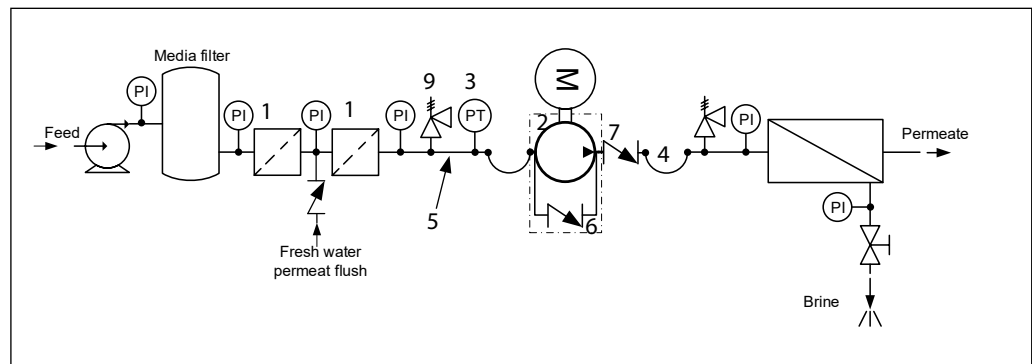 Media filter
PI
Feed
PI
1
PI
1
PI
9
3
PT
5
Fresh water
permeat flush
M
2
6
7
4
PI
Permeate
PI
Brine